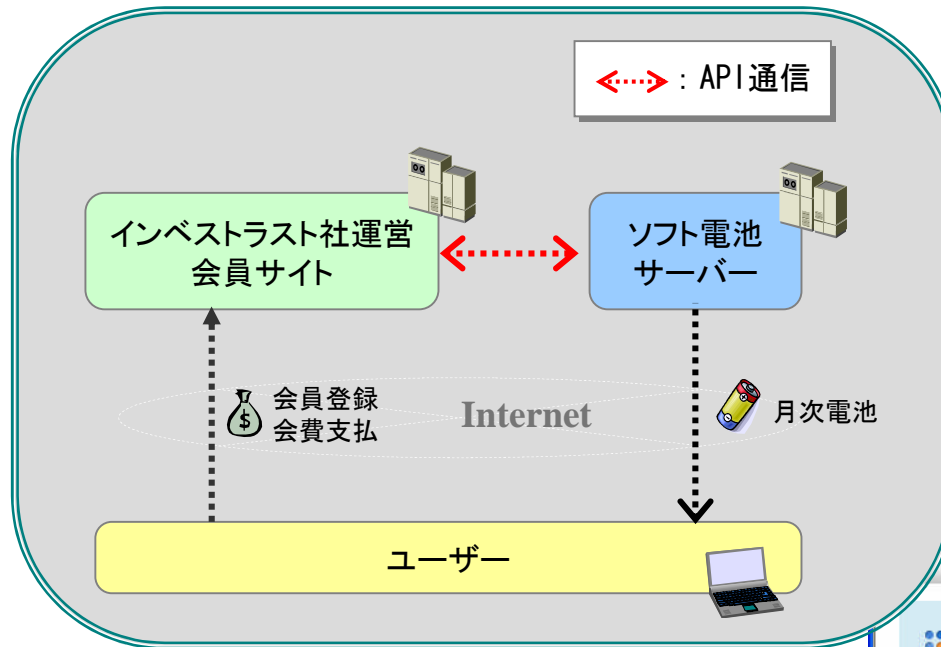 ：API通信
インベストラスト社運営
会員サイト
ソフト電池
サーバー
会員登録
会費支払
Internet
月次電池
ユーザー